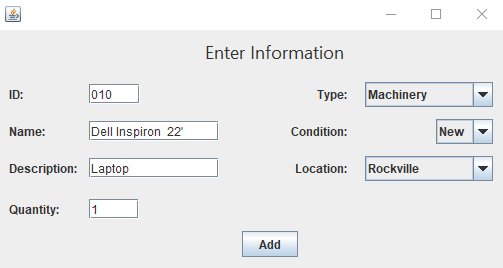 Enter Information
ID: 010 Type: Machinery
Name: Dell Inspiron  22' Condition: New
Description: Laptop Location: Rockville
Quantity: 1
Add